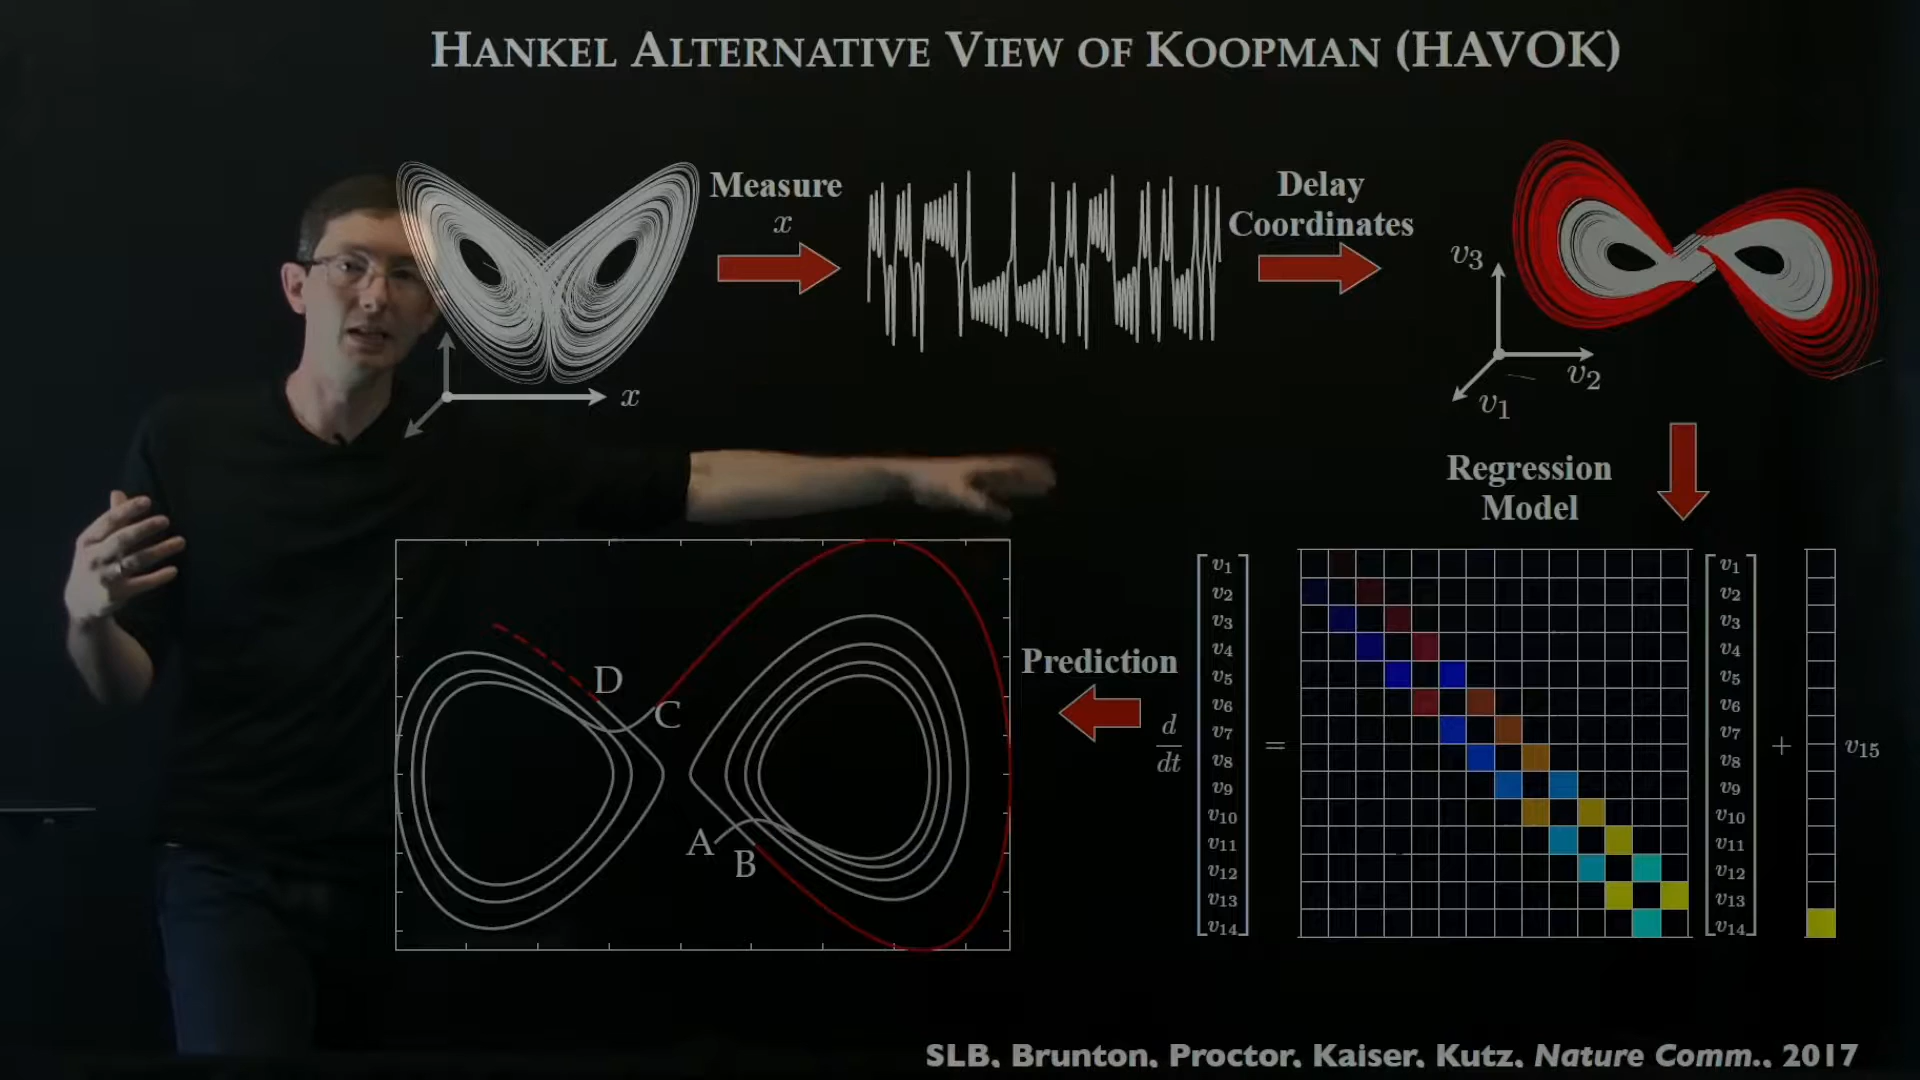 HANKEL ALTERNATIVE VIEW OF KOOPMAN (HAVOK)
Measure
x
Delay
Coordinates
v3
v2
v1
x
Regression
Model
D
C
A
B
Prediction
d
dt
v1
v2
v3
v4
v5
v6
v7
v8
v9
v10
v11
v12
v13
v14
=
v1
v2
v3
v4
v5
v6
v7
v8
v9
v10
v11
v12
v13
v14
+
v15
SLB, Brunton, Proctor, Kaiser, Kutz, Nature Comm., 2017